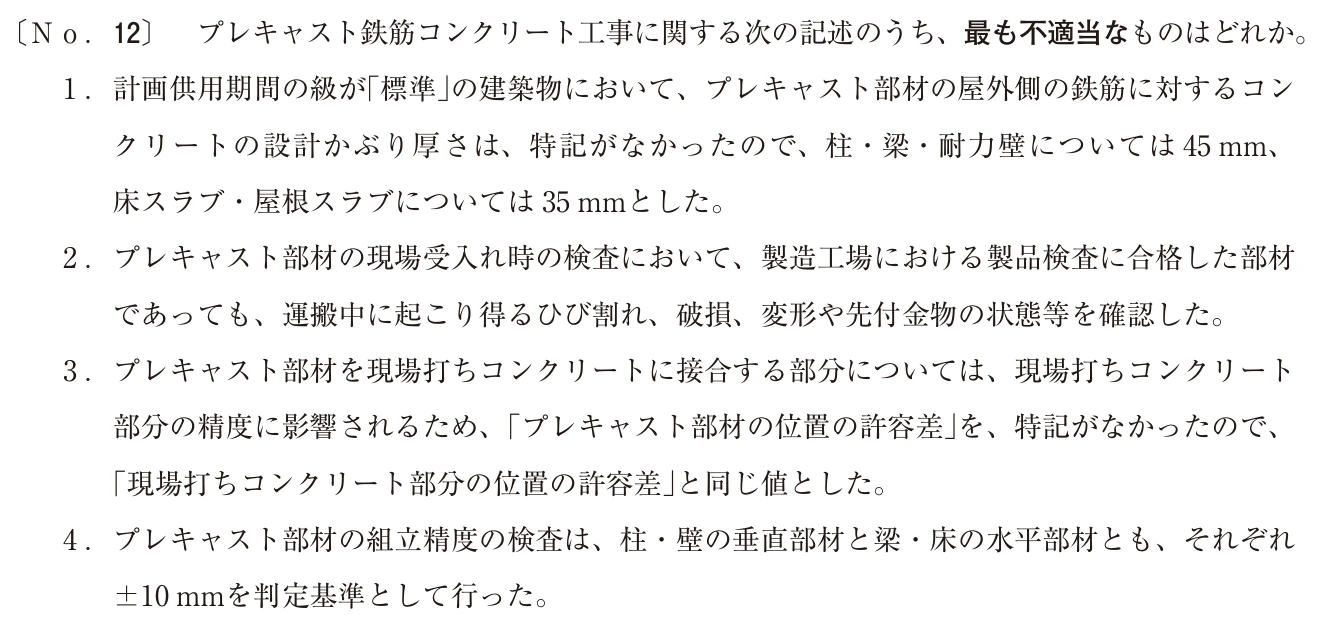 〔Ｎｏ．12〕　プレキャスト鉄筋コンクリート工事に関する次の記述のうち、最も不適当なものはどれか。
1．計画供用期間の級が「標準」の建築物において、プレキャスト部材の屋外側の鉄筋に対するコン
クリートの設計かぶり厚さは、特記がなかったので、柱・梁・耐力壁については 45 mm、
床スラブ・屋根スラブについては 35 mmとした。
2．プレキャスト部材の現場受入れ時の検査において、製造工場における製品検査に合格した部材
であっても、運搬中に起こり得るひび割れ、破損、変形や先付金物の状態等を確認した。
3．プレキャスト部材を現場打ちコンクリートに接合する部分については、現場打ちコンクリート
部分の精度に影響されるため、「プレキャスト部材の位置の許容差」を、特記がなかったので、
「現場打ちコンクリート部分の位置の許容差」と同じ値とした。
4．プレキャスト部材の組立精度の検査は、柱・壁の垂直部材と梁・床の水平部材とも、それぞれ
±10 mmを判定基準として行った。